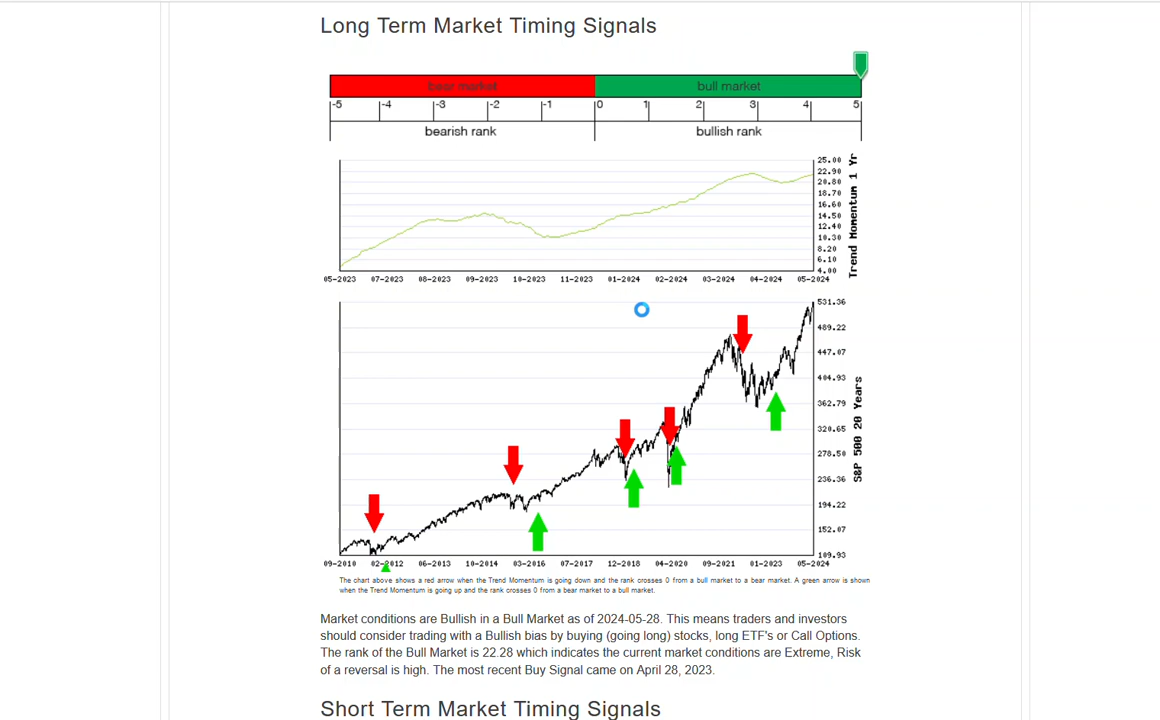 Long Term Market Timing Signals
bear market bull market
-5 -4 -3 -2 -1 0 1 2 3 4 5
bearish rank bullish rank
25.00
22.90
20.80
18.70
16.60
14.50
12.40
10.30
8.20
6.10
4.00
Trend Momentum 1 Yr
05-2023 07-2023 08-2023 09-2023 10-2023 11-2023 01-2024 02-2024 03-2024 04-2024 05-2024
531.36
489.22
447.07
404.93
362.79
320.65
278.50
236.36
194.22
152.07
109.93
S&P 500 20 Years
09-2010 02-2012 06-2013 10-2014 03-2016 07-2017 12-2018 04-2020 09-2021 01-2023 05-2024
The chart above shows a red arrow when the Trend Momentum is going down and the rank crosses 0 from a bull market to a bear market. A green arrow is shown
when the Trend Momentum is going up and the rank crosses 0 from a bear market to a bull market.
Market conditions are Bullish in a Bull Market as of 2024-05-28. This means traders and investors
should consider trading with a Bullish bias by buying (going long) stocks, long ETF's or Call Options.
The rank of the Bull Market is 22.28 which indicates the current market conditions are Extreme, Risk
of a reversal is high. The most recent Buy Signal came on April 28, 2023.
Short Term Market Timing Signals